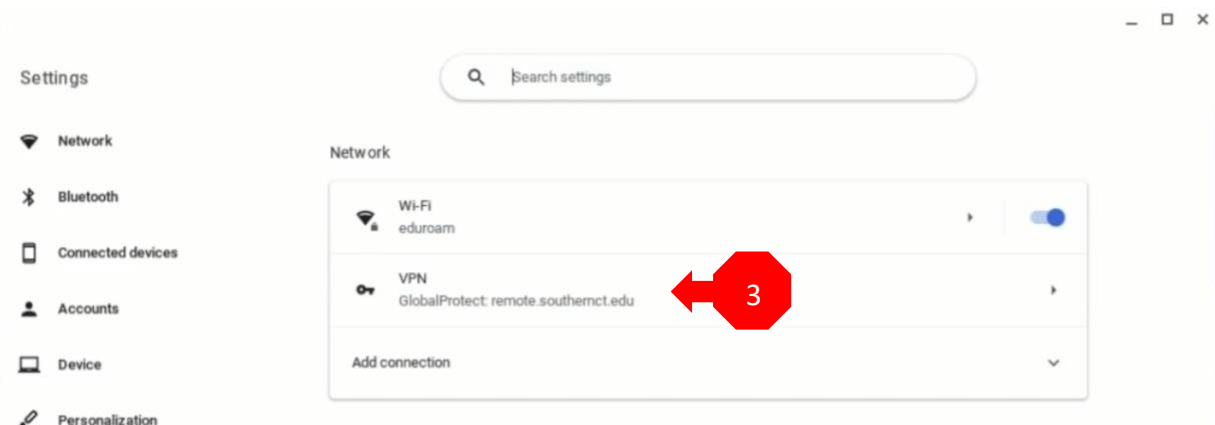 Settings
Search settings
Network
Bluetooth
Connected devices
Accounts
Device
Personalization
Network
Wi-Fi
eduroam
VPN
GlobalProtect: remote.southernct.edu
3
Add connection